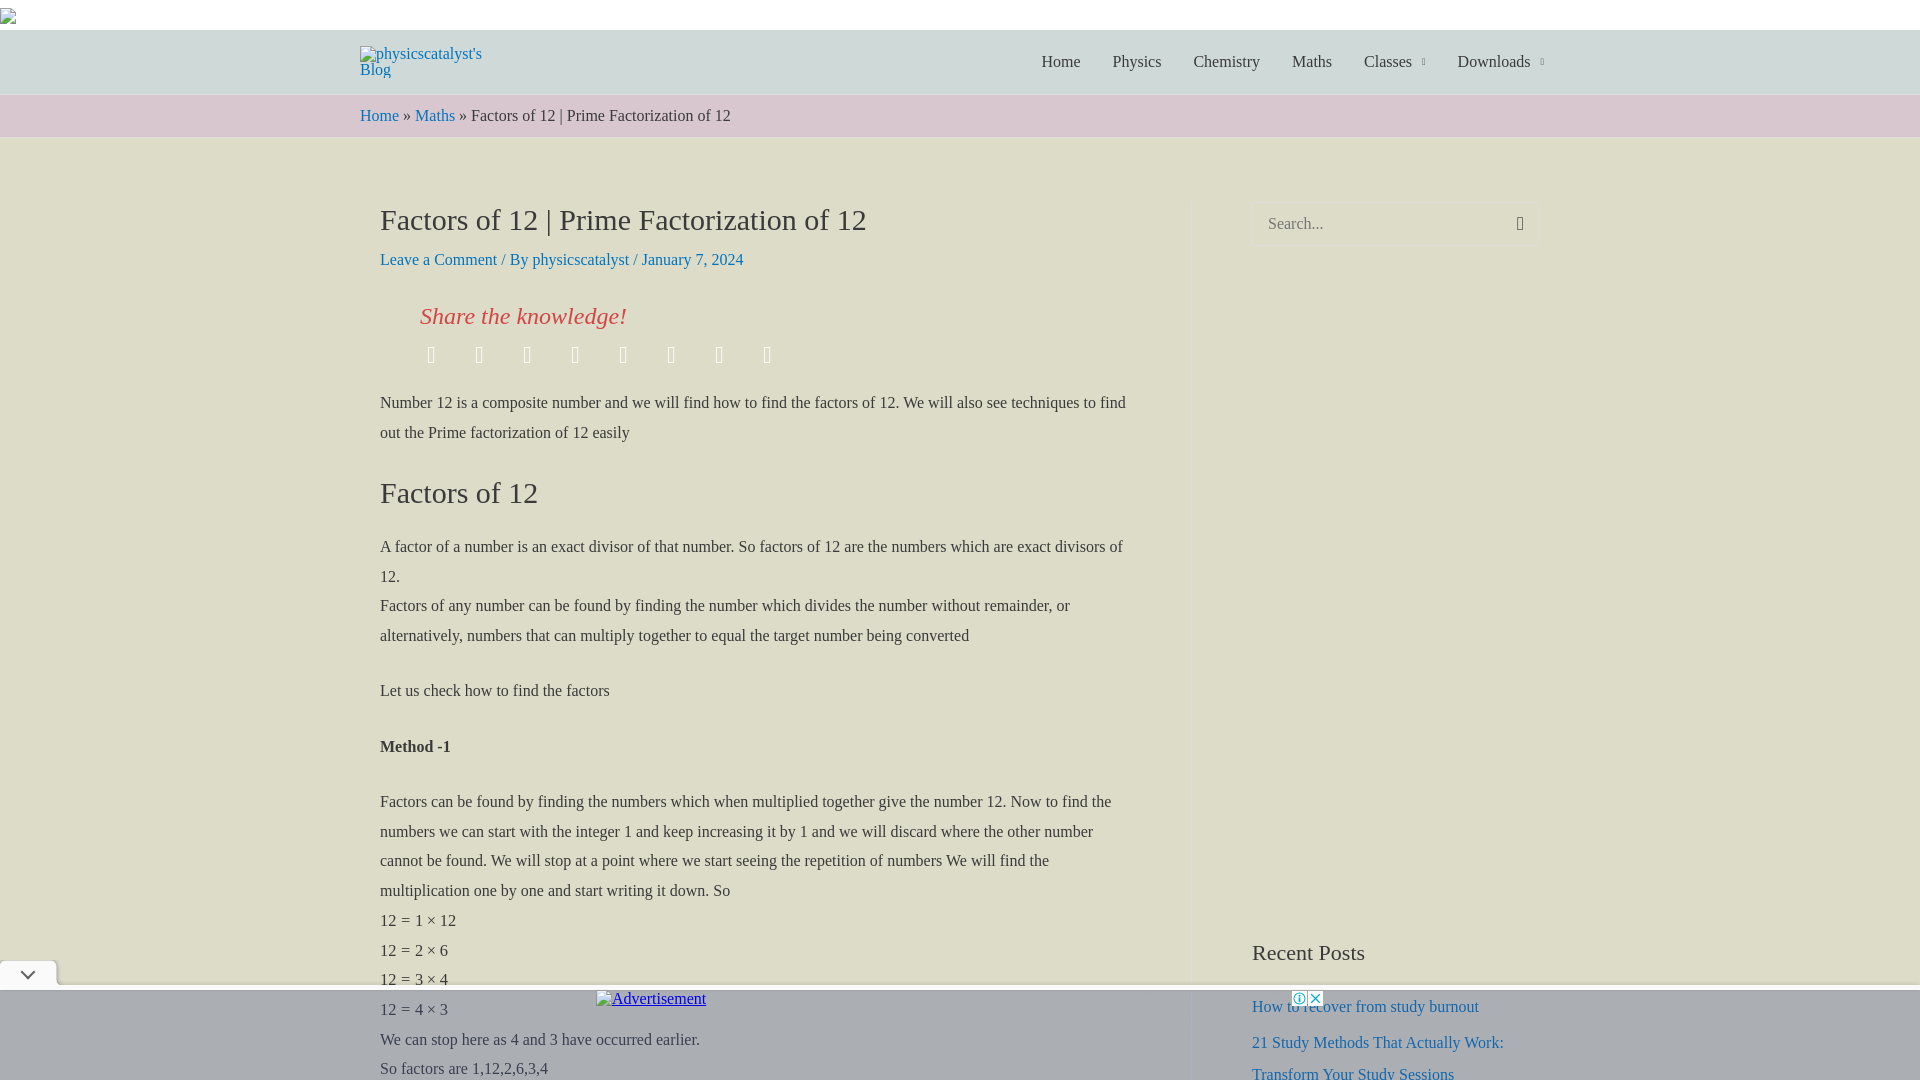 physicscatalyst's
Blog
Home
Physics
Chemistry
Maths
Classes
Downloads
Home » Maths » Factors of 12 | Prime Factorization of 12
Factors of 12 | Prime Factorization of 12
Leave a Comment / By physicscatalyst / January 7, 2024
Search...
Share the knowledge!
Number 12 is a composite number and we will find how to find the factors of 12. We will also see techniques to find
out the Prime factorization of 12 easily
Factors of 12
A factor of a number is an exact divisor of that number. So factors of 12 are the numbers which are exact divisors of
12.
Factors of any number can be found by finding the number which divides the number without remainder, or
alternatively, numbers that can multiply together to equal the target number being converted
Let us check how to find the factors
Method -1
Factors can be found by finding the numbers which when multiplied together give the number 12. Now to find the
numbers we can start with the integer 1 and keep increasing it by 1 and we will discard where the other number
cannot be found. We will stop at a point where we start seeing the repetition of numbers We will find the
multiplication one by one and start writing it down. So
12 = 1 × 12
12 = 2 × 6
12 = 3 × 4
12 = 4 × 3
We can stop here as 4 and 3 have occurred earlier.
So factors are 1,12,2,6,3,4
Advertisement
Recent Posts
How to recover from study burnout
21 Study Methods That Actually Work:
Transform Your Study Sessions